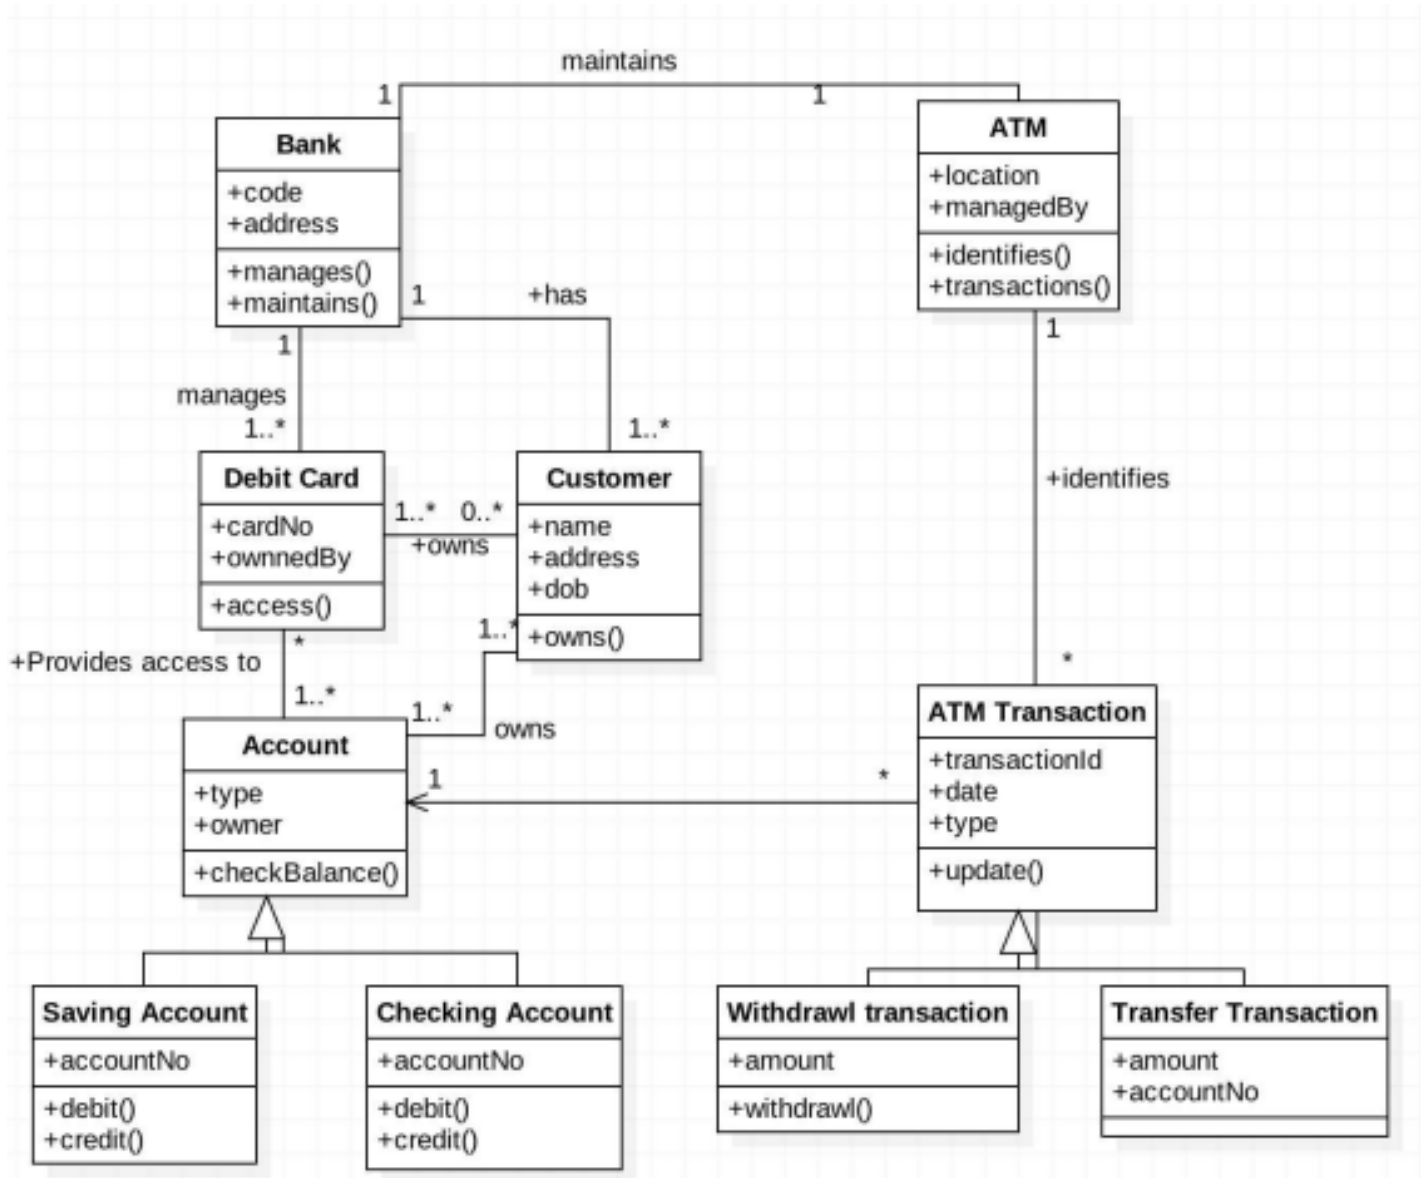 maintains
1
1
Bank
+code
+address
+manages()
+maintains()
ATM
+location
+managedBy
+identifies()
+transactions()
1
+has
1
1
manages
1..*
1..*
Debit Card
+cardNo
+ownnedBy
+access()
1..*
0..*
+owns
Customer
+name
+address
+dob
+owns()
+identifies
*
+Provides access to
1..*
1..*
1..*
owns
*
Account
+type
+owner
+checkBalance()
1
*
ATM Transaction
+transactionId
+date
+type
+update()
Saving Account
+accountNo
+debit()
+credit()
Checking Account
+accountNo
+debit()
+credit()
Withdrawl transaction
+amount
+withdrawl()
Transfer Transaction
+amount
+accountNo